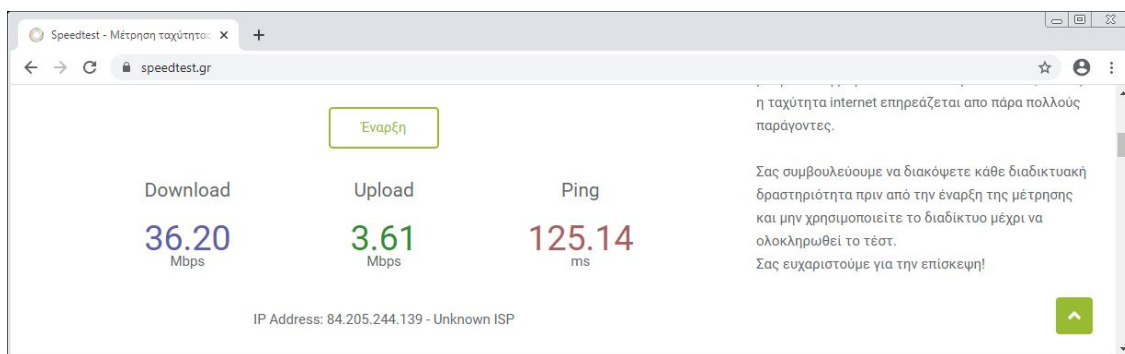 Speedtest - Μέτρηση ταχύτητας
speedtest.gr
Έναρξη
Download Upload Ping
36.20 3.61 125.14
Mbps Mbps ms
IP Address: 84.205.244.139 - Unknown ISP
η ταχύτητα internet επηρεάζεται απο πάρα πολλούς
παράγοντες.
Σας συμβουλεύουμε να διακόψετε κάθε διαδικτυακή
δραστηριότητα πριν από την έναρξη της μέτρησης
και μην χρησιμοποιείτε το διαδίκτυο μέχρι να
ολοκληρωθεί το τέστ.
Σας ευχαριστούμε για την επίσκεψη!